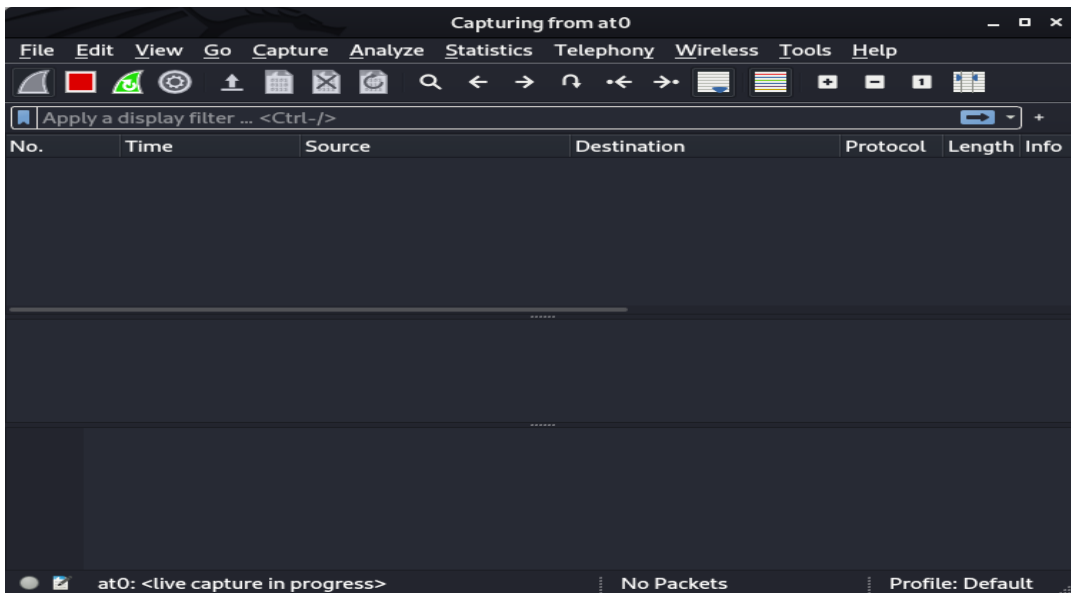 Capturing from at0
File Edit View Go Capture Analyze Statistics Telephony Wireless Tools Help
Apply a display filter ... <Ctrl-/>
No. Time Source Destination Protocol Length Info
at0: <live capture in progress> No Packets Profile: Default